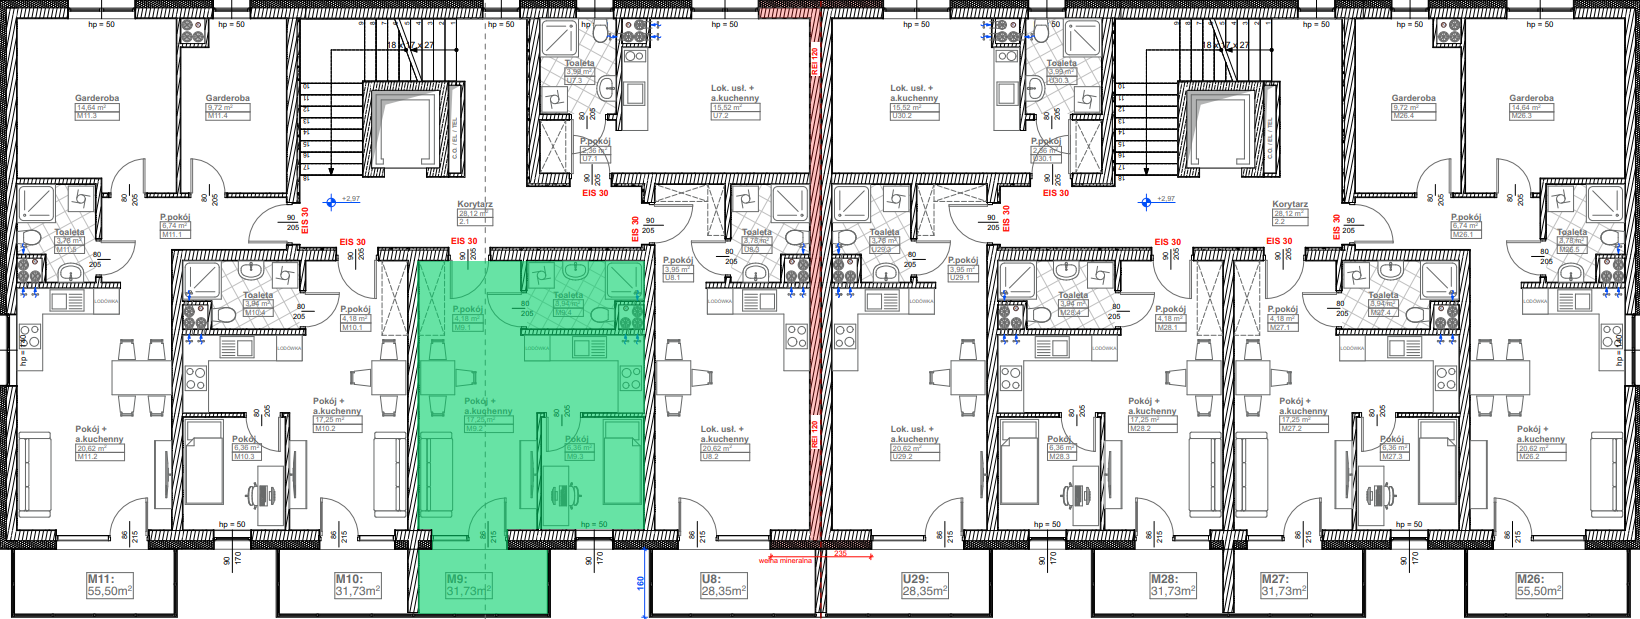 hp = 50
hp = 50
hp = 50
hp = 50
hp = 50
hp = 50
hp = 50
hp = 50
18 x 17 x 27
18 x 17 x 27
Garderoba
14,64 m²
M11.3
Garderoba
9,72 m²
M11.4
Toaleta
3,93 m²
U7.3
Lok. usł. +
a.kuchenny
15,52 m²
U7.2
P.pokój
2,36 m²
U7.1
REI 120
Lok. usł. +
a.kuchenny
15,52 m²
U30.2
Toaleta
3,93 m²
U30.3
P.pokój
2,36 m²
U30.1
Garderoba
9,72 m²
M26.4
Garderoba
14,64 m²
M26.3
C.O. / EL / TEL
C.O. / EL / TEL
EIS 30
EIS 30
+2,97
+2,97
Korytarz
28,12 m²
2.1
Korytarz
28,12 m²
2.2
P.pokój
6,74 m²
M11.1
P.pokój
6,74 m²
M26.1
Toaleta
3,78 m²
M11.5
Toaleta
3,78 m²
U8.3
Toaleta
3,78 m²
U29.3
Toaleta
3,78 m²
M26.5
EIS 30
EIS 30
EIS 30
EIS 30
EIS 30
EIS 30
EIS 30
EIS 30
P.pokój
3,95 m²
U8.1
P.pokój
3,95 m²
U29.1
Toaleta
3,94 m²
M10.4
P.pokój
4,18 m²
M10.1
P.pokój
4,18 m²
M9.1
Toaleta
3,94 m²
M9.4
Toaleta
3,94 m²
M28.4
P.pokój
4,18 m²
M28.1
P.pokój
4,18 m²
M27.1
Toaleta
3,94 m²
M27.4
LODÓWKA
LODÓWKA
LODÓWKA
LODÓWKA
LODÓWKA
LODÓWKA
LODÓWKA
LODÓWKA
hp = 140
hp = 140
Pokój +
a.kuchenny
20,62 m²
M11.2
Pokój
6,36 m²
M10.3
Pokój +
a.kuchenny
17,25 m²
M10.2
Pokój +
a.kuchenny
17,25 m²
M9.2
Pokój
6,36 m²
M9.3
Lok. usł. +
a.kuchenny
20,62 m²
U8.2
REI 120
Lok. usł. +
a.kuchenny
20,62 m²
U29.2
Pokój
6,36 m²
M28.3
Pokój +
a.kuchenny
17,25 m²
M28.2
Pokój +
a.kuchenny
17,25 m²
M27.2
Pokój
6,36 m²
M27.3
Pokój +
a.kuchenny
20,62 m²
M26.2
hp = 50
hp = 50
hp = 50
hp = 50
wełna mineralna
235
160
M11:
55,50m²
M10:
31,73m²
M9:
31,73m²
U8:
28,35m²
U29:
28,35m²
M28:
31,73m²
M27:
31,73m²
M26:
55,50m²